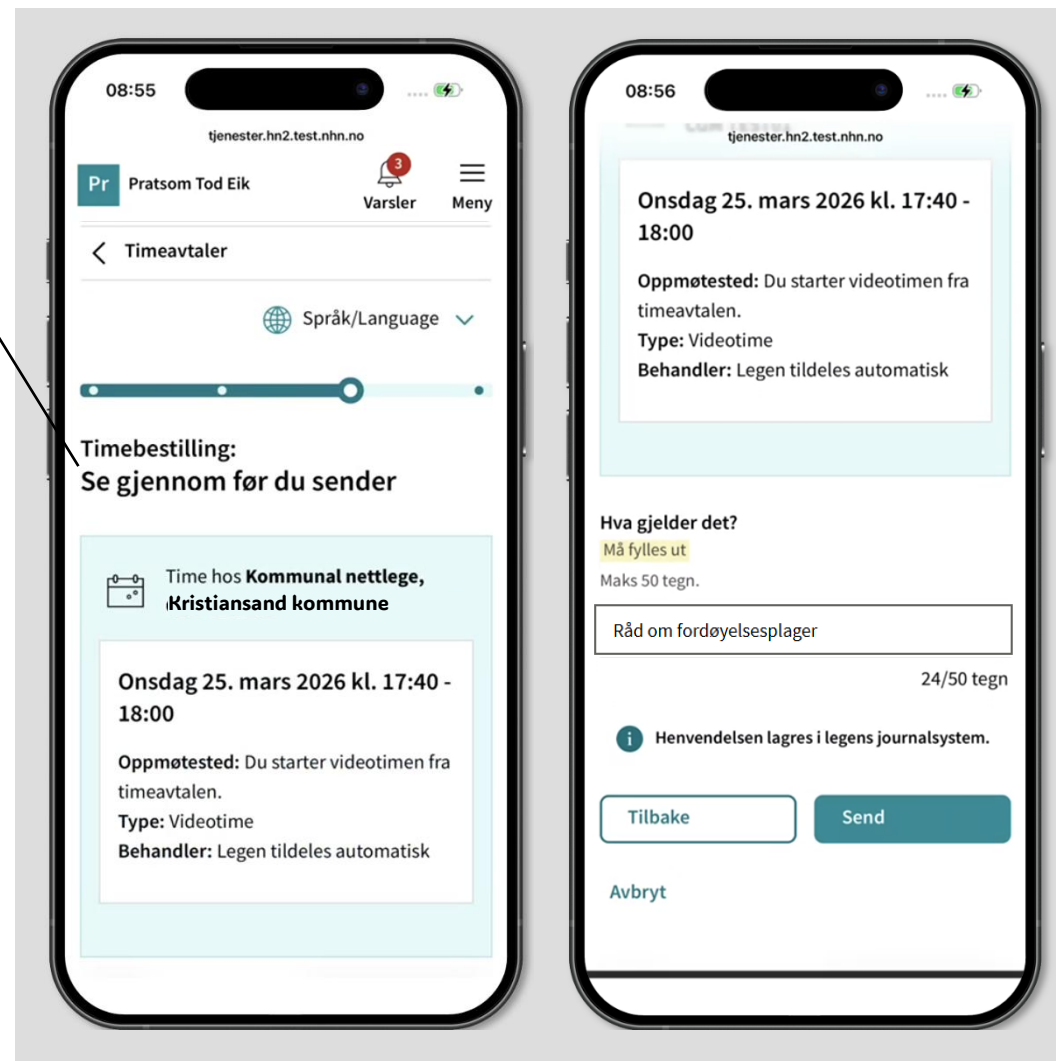 08:55
tjenester.hn2.test.nhn.no
Pr
Pratsom Tod Eik
3
Varsler
Meny
Timeavtaler
Språk/Language
Timebestilling:
Se gjennom før du sender
Time hos Kommunal nettlege,
Kristiansand kommune
Onsdag 25. mars 2026 kl. 17:40 -
18:00
Oppmøtested: Du starter videotimen fra
timeavtalen.
Type: Videotime
Behandler: Legen tildeles automatisk
08:56
tjenester.hn2.test.nhn.no
Onsdag 25. mars 2026 kl. 17:40 -
18:00
Oppmøtested: Du starter videotimen fra
timeavtalen.
Type: Videotime
Behandler: Legen tildeles automatisk
Hva gjelder det?
Må fylles ut
Maks 50 tegn.
Råd om fordøyelsesplager
24/50 tegn
Henvendelsen lagres i legens journalsystem.
Tilbake
Send
Avbryt